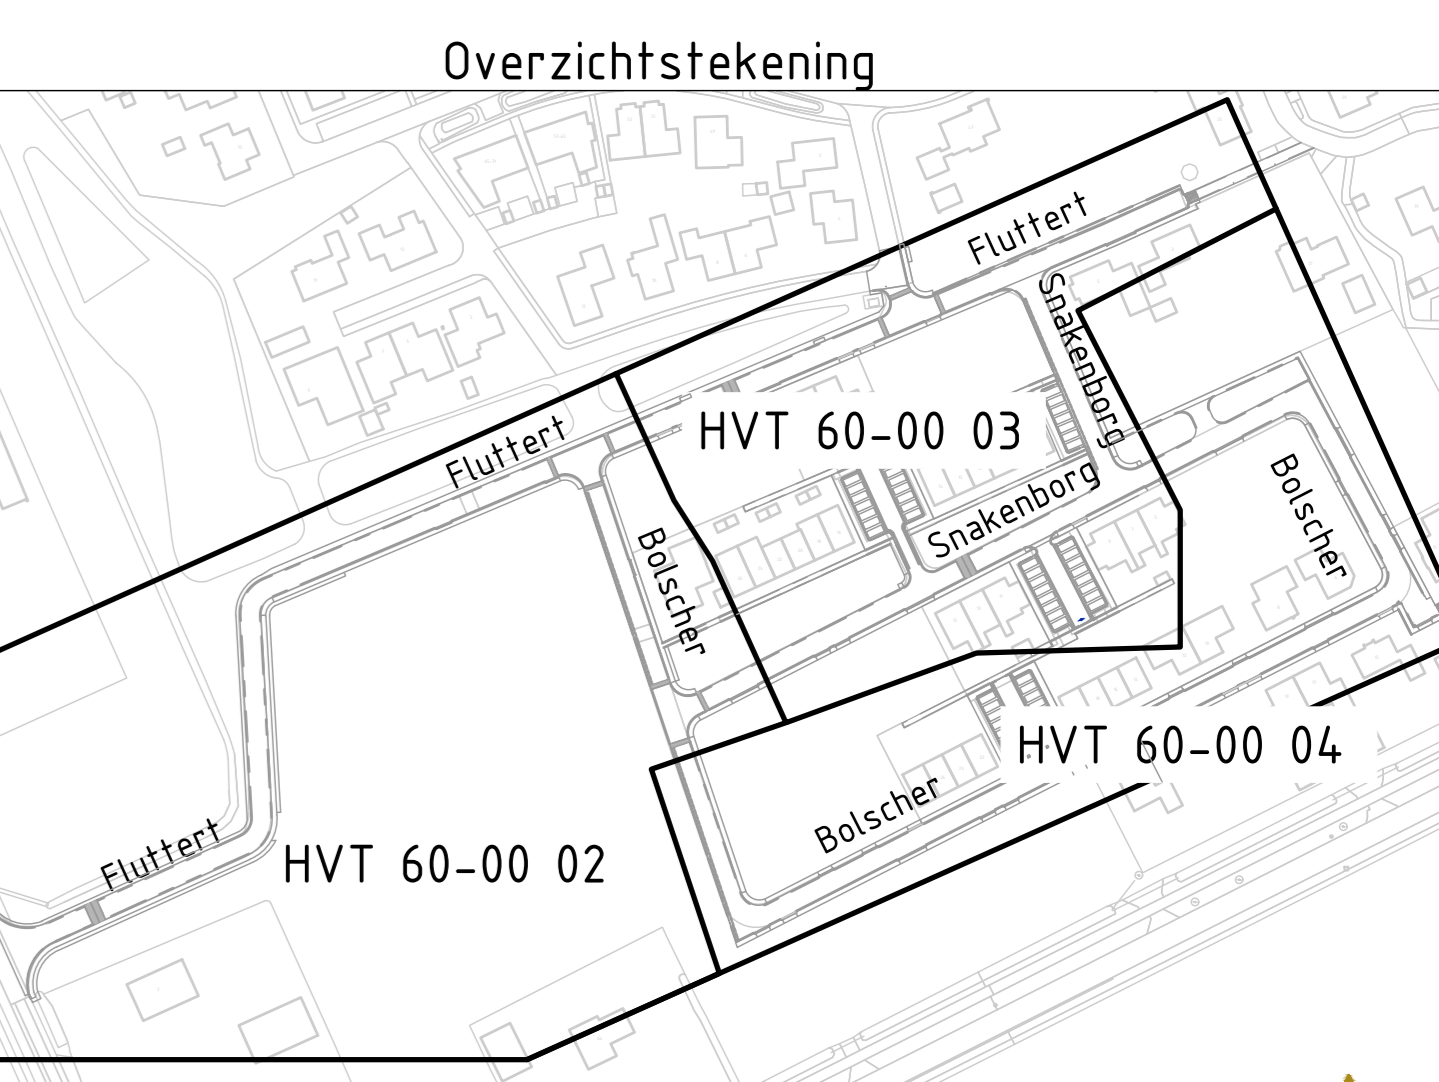 Overzichtstekening
Fluttert
Snakenborg
HVT 60-00 03
Fluttert
Snakenborg
Bolscher
Bolscher
HVT 60-00 04
Bolscher
Fluttert
HVT 60-00 02